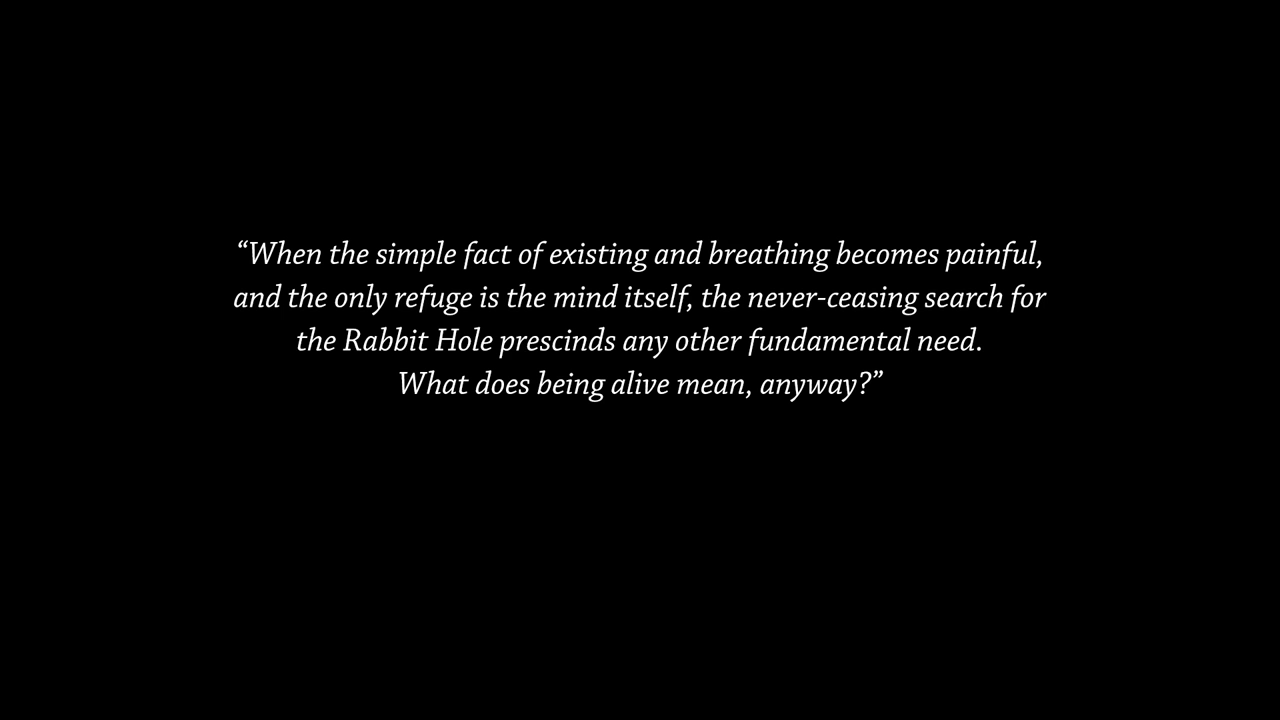 “When the simple fact of existing and breathing becomes painful,
and the only refuge is the mind itself, the never-ceasing search for
the Rabbit Hole prescinds any other fundamental need.
What does being alive mean, anyway?”